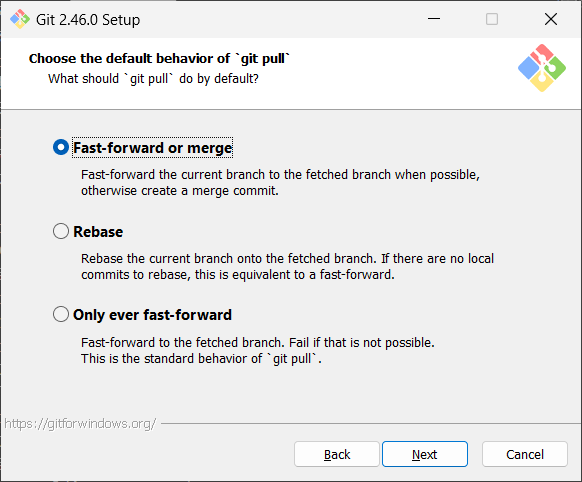 Git 2.46.0 Setup
Choose the default behavior of `git pull`
What should `git pull` do by default?
Fast-forward or merge
Fast-forward the current branch to the fetched branch when possible,
otherwise create a merge commit.
Rebase
Rebase the current branch onto the fetched branch. If there are no local
commits to rebase, this is equivalent to a fast-forward.
Only ever fast-forward
Fast-forward to the fetched branch. Fail if that is not possible.
This is the standard behavior of `git pull`.
https://gitforwindows.org/
Back Next Cancel